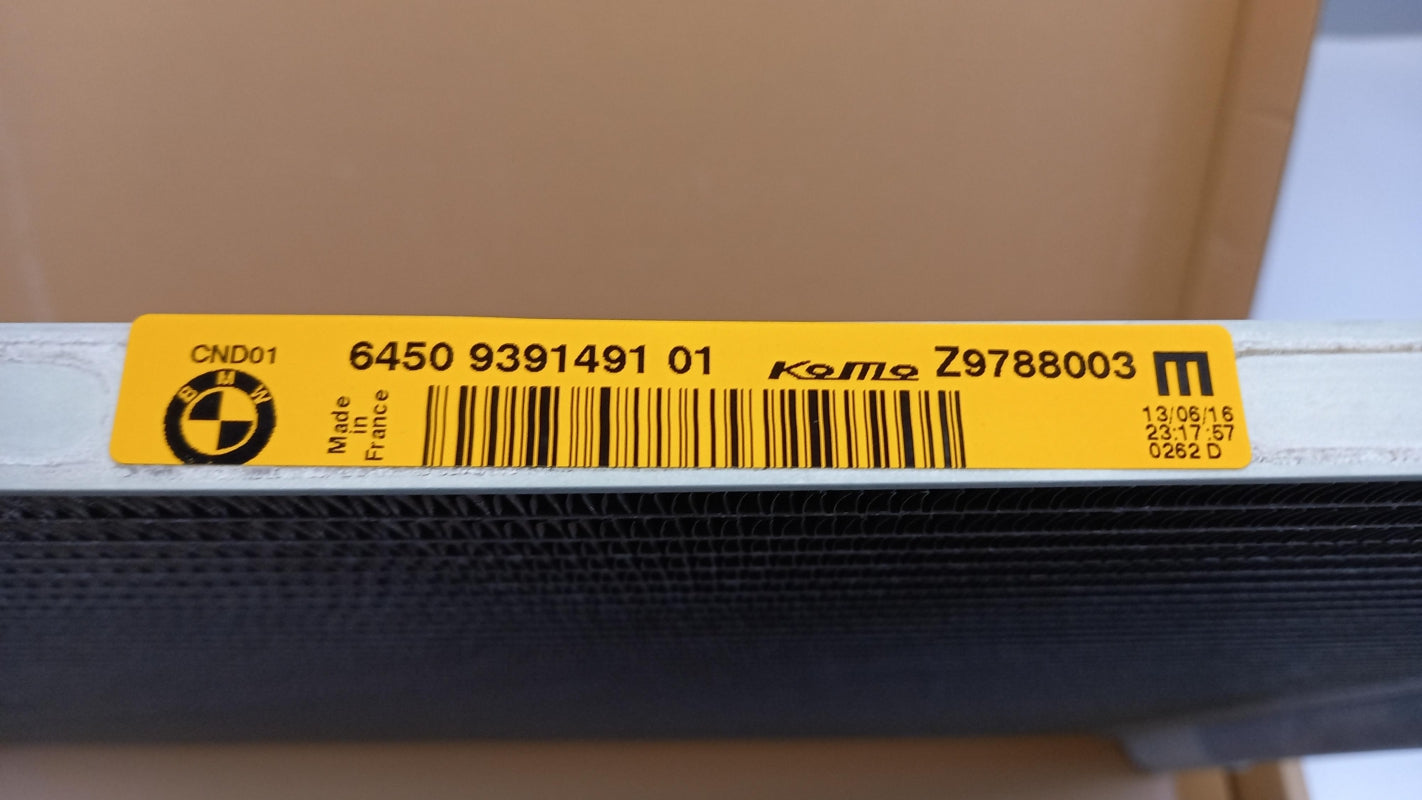 CND01
BMW
Made
in
France
6450 9391491 01
KoMo
Z9788003
13/06/16
23:17:57
0262 D